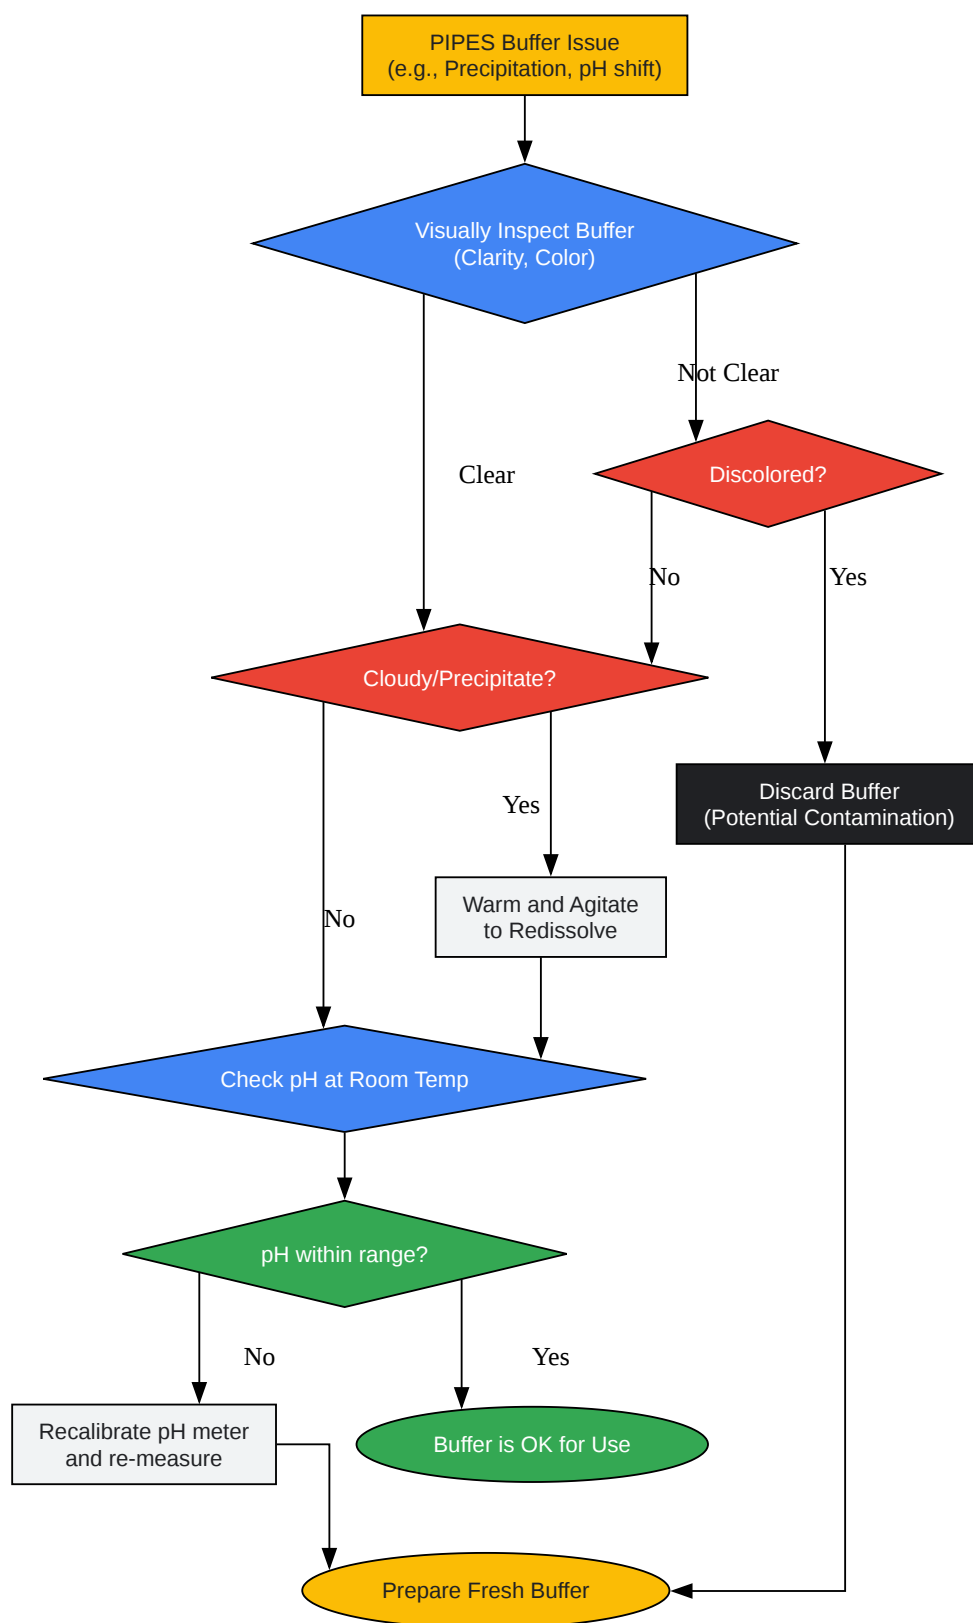 PIPES Buffer Issue
(e.g., Precipitation, pH shift)
Visually Inspect Buffer
(Clarity, Color)
Not Clear
Clear
Discolored?
No
Yes
Cloudy/Precipitate?
Discard Buffer
(Potential Contamination)
Yes
Warm and Agitate
to Redissolve
No
Check pH at Room Temp
pH within range?
No
Yes
Recalibrate pH meter
and re-measure
Buffer is OK for Use
Prepare Fresh Buffer